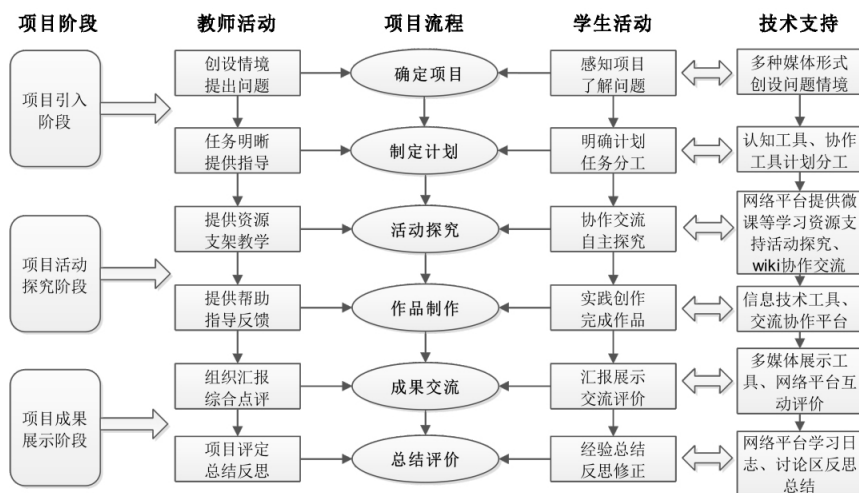 项目阶段 教师活动 项目流程 学生活动 技术支持
项目引入
阶段
创设情境
提出问题
确定项目
感知项目
了解问题
多种媒体形式
创设问题情境
任务明晰
提供指导
制定计划
明确计划
任务分工
认知工具、协作
工具计划分工
项目活动
探究阶段
提供资源
支架教学
活动探究
协作交流
自主探究
网络平台提供微
课等学习资源支
持活动探究、
wiki协作交流
提供帮助
指导反馈
作品制作
实践创作
完成作品
信息技术工具、
交流协作平台
项目成果
展示阶段
组织汇报
综合点评
成果交流
汇报展示
交流评价
多媒体展示工
具、网络平台互
动评价
项目评定
总结反思
总结评价
经验总结
反思修正
网络平台学习日
志、讨论区反思
总结